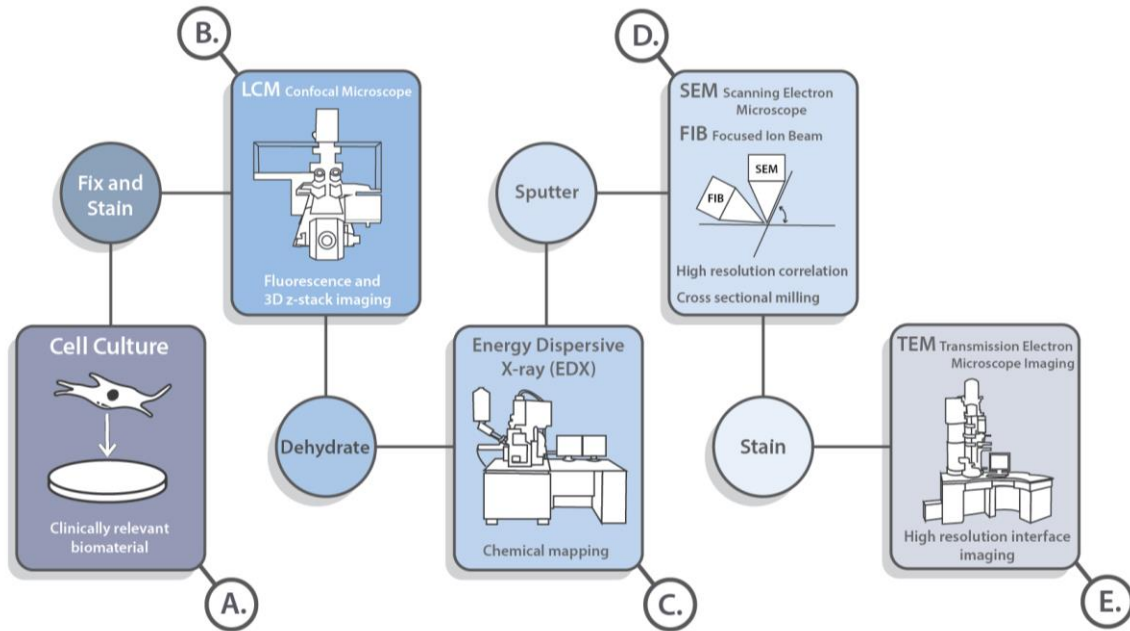 A.
Cell Culture
Clinically relevant
biomaterial
Fix and
Stain
B.
LCM Confocal Microscope
Fluorescence and
3D z-stack imaging
Dehydrate
C.
Energy Dispersive
X-ray (EDX)
Chemical mapping
Sputter
D.
SEM Scanning Electron
Microscope
FIB Focused Ion Beam
SEM
FIB
High resolution correlation
Cross sectional milling
Stain
E.
TEM Transmission Electron
Microscope Imaging
High resolution interface
imaging